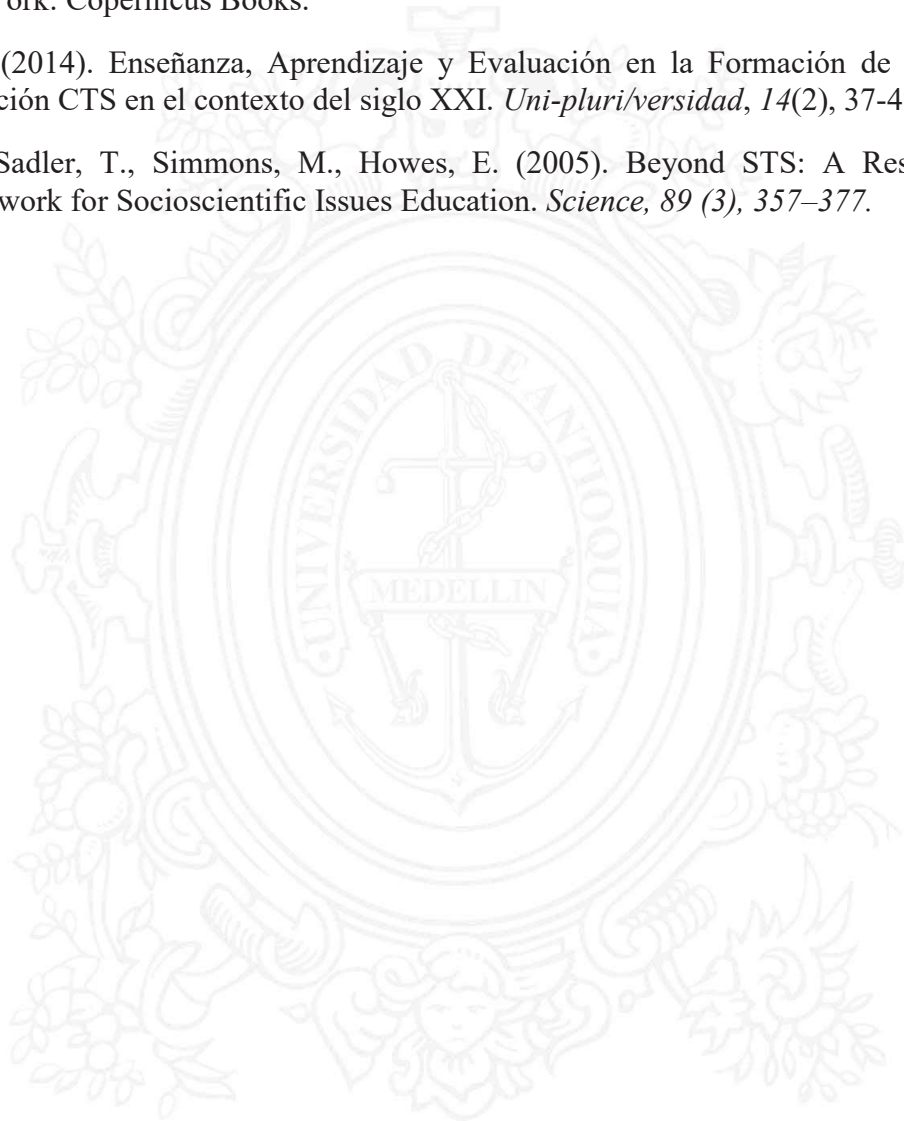 ork: Copernicus Books.
(2014). Enseñanza, Aprendizaje y Evaluación en la Formación de
ción CTS en el contexto del siglo XXI. Uni-pluri/versidad, 14(2), 37-4
Sadler, T., Simmons, M., Howes, E. (2005). Beyond STS: A Res
work for Socioscientific Issues Education. Science, 89 (3), 357–377.
UNIVERSIDAD DE ANTIOQUIA
MEDELLIN